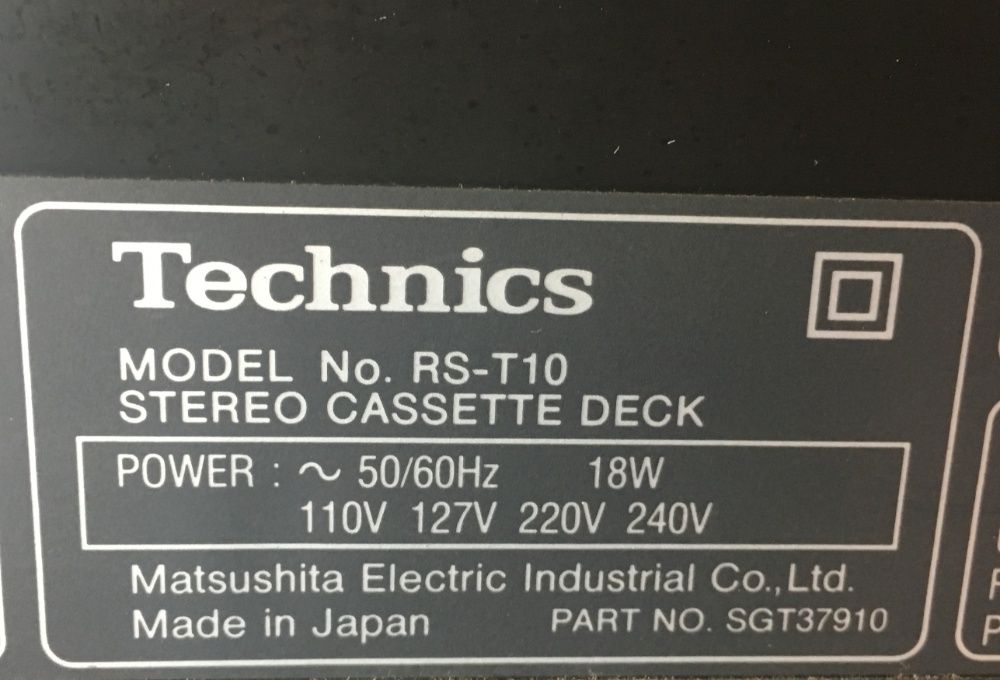 Technics
MODEL No. RS-T10
STEREO CASSETTE DECK
POWER : ~ 50/60Hz 18W
110V 127V 220V 240V
Matsushita Electric Industrial Co.,Ltd.
Made in Japan PART NO. SGT37910